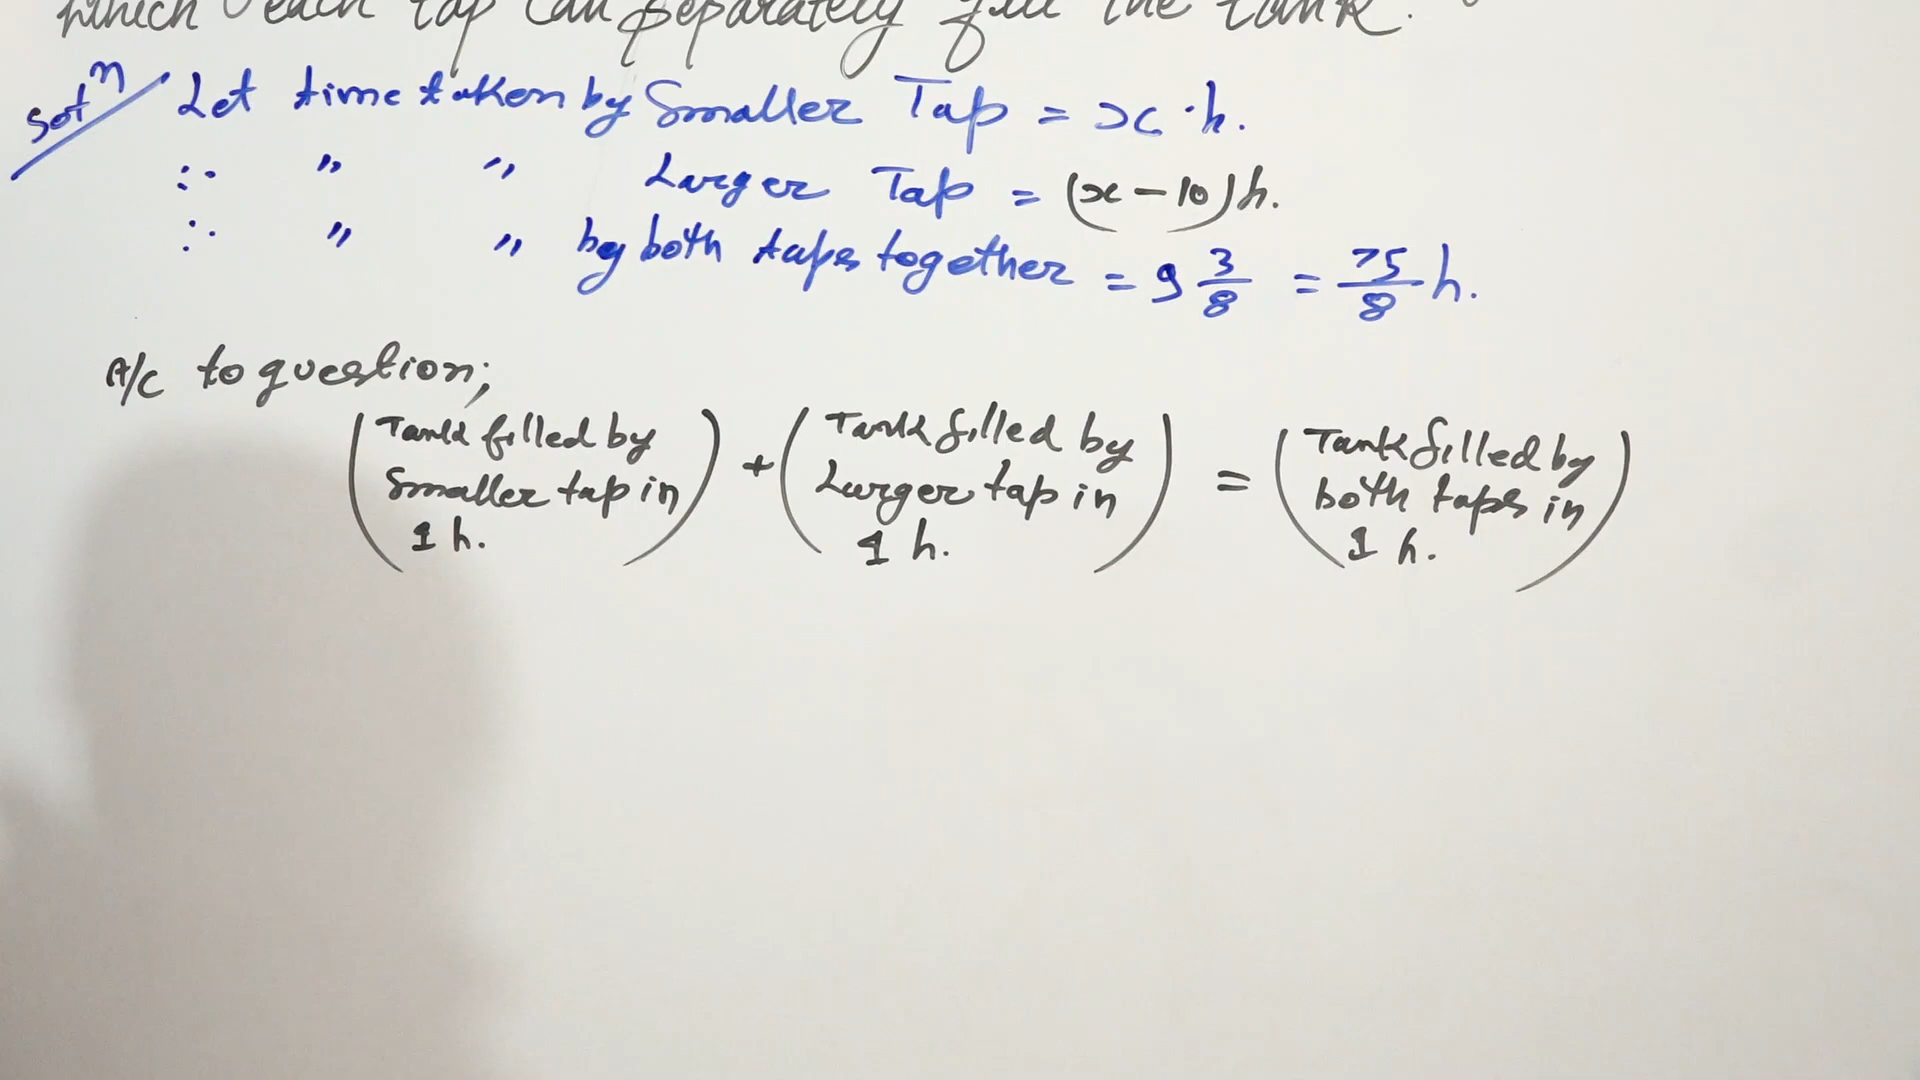 which each tap can separately fill the tank.
Solⁿ Let time taken by Smaller Tap = x h.
∴ " " Larger Tap = (x - 10) h.
∴ " " by both taps together = 9 3/8 = 75/8 h.
A/c to question;
(Tank filled by Smaller tap in 1 h.) + (Tank filled by Larger tap in 1 h.) = (Tank filled by both taps in 1 h.)